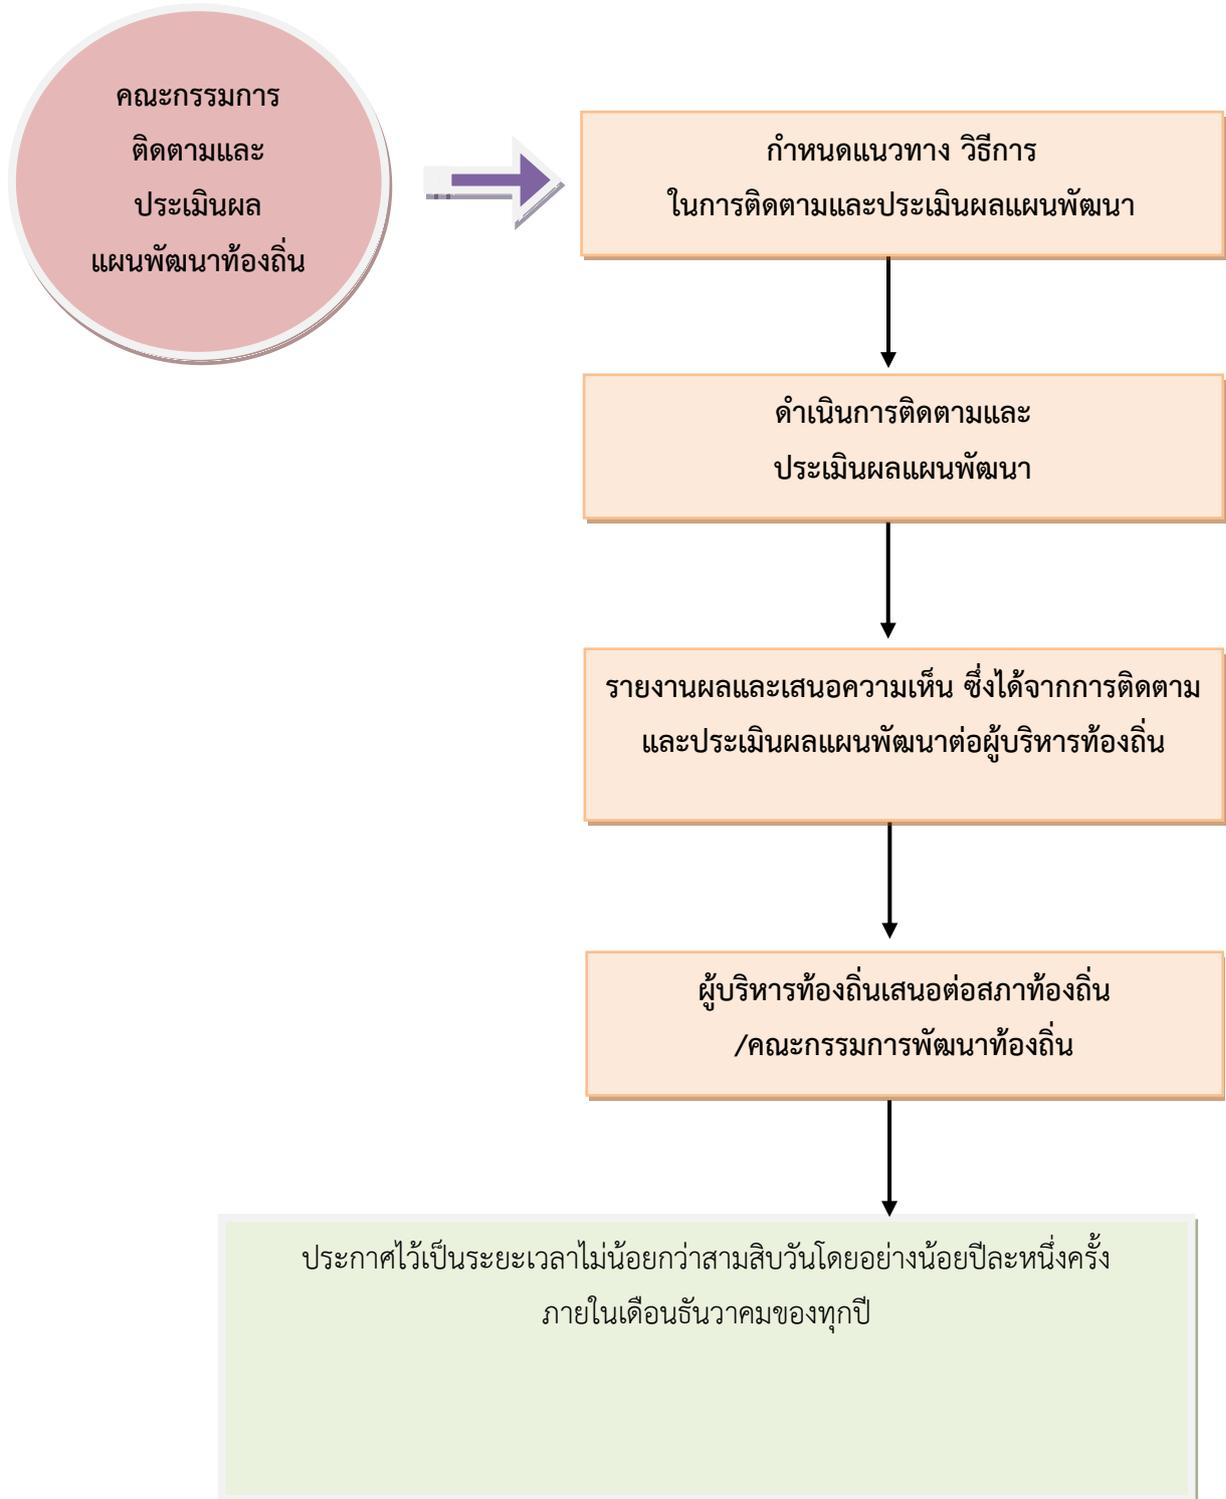 คณะกรรมการ
ติดตามและ
ประเมินผล
แผนพัฒนาท้องถิ่น
กำหนดแนวทาง วิธีการ
ในการติดตามและประเมินผลแผนพัฒนา
ดำเนินการติดตามและ
ประเมินผลแผนพัฒนา
รายงานผลและเสนอความเห็น ซึ่งได้จากการติดตาม
และประเมินผลแผนพัฒนาต่อผู้บริหารท้องถิ่น
ผู้บริหารท้องถิ่นเสนอต่อสภาท้องถิ่น
/คณะกรรมการพัฒนาท้องถิ่น
ประกาศไว้เป็นระยะเวลาไม่น้อยกว่าสามสิบวันโดยอย่างน้อยปีละหนึ่งครั้ง
ภายในเดือนธันวาคมของทุกปี